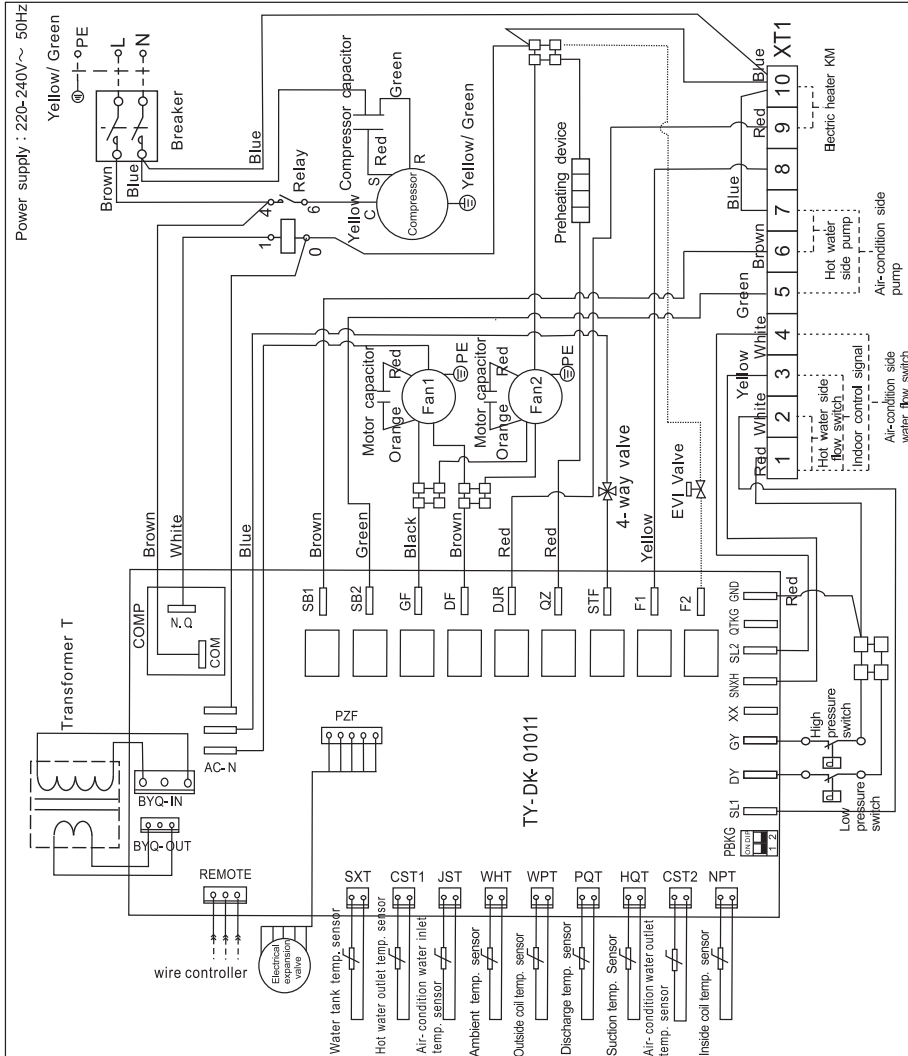 Power supply : 220-240V～ 50Hz
Yellow/ Green
PE
L
N
Breaker
Brown
Blue
Blue
Compressor capacitor
Green
Red
S
R
C
Compressor
Yellow/ Green
Yellow
Relay
4
6
1
0
Preheating device
Brown
White
Blue
Motor capacitor
Red
Orange
Fan1
PE
Motor capacitor
Red
Orange
Fan2
PE
4-way valve
EVI Valve
Transformer T
COMP
N.O.
COM
BYQ-IN
BYQ-OUT
AC-N
PZF
REMOTE
wire controller
Electrical
expansion
valve
TY-DK-01011
Brown
SB1
Green
SB2
Black
GF
Brown
DF
Red
DJR
Red
QZ
STF
Yellow
F1
F2
SXT
Water tank temp. sensor
CST1
Hot water outlet temp. sensor
JST
Air-condition water inlet
temp. sensor
WHT
Ambient temp. sensor
WPT
Outside coil temp. sensor
PQT
Discharge temp. sensor
HQT
Suction temp. Sensor
CST2
Air-condition water outlet
temp. sensor
NPT
Inside coil temp. sensor
PBKG
ON DIP
1 2
SL1
DY
GY
XX
SNXH
SL2
QTKG
GND
Low
pressure
switch
High
pressure
switch
Red
XT1
1
2
3
4
5
6
7
8
9
10
Red
White
Yellow
White
Green
Brown
Blue
Red
Blue
Hot water side
flow switch
Indoor control signal
Air-condition side
water flow switch
Hot water
side pump
Air-condition side
pump
Electric heater KM